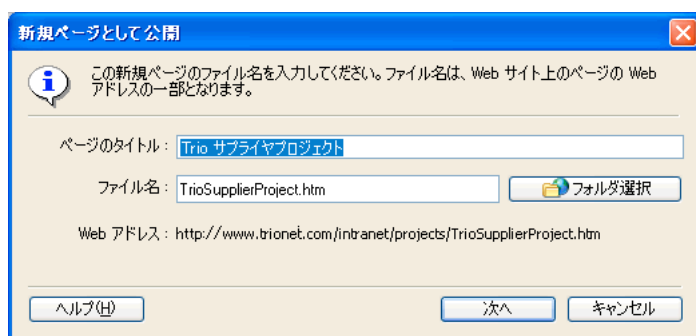 新規ページとして公開
この新規ページのファイル名を入力してください。ファイル名は、Web サイト上のページの Web
アドレスの一部となります。
ページのタイトル： Trio サプライヤプロジェクト
ファイル名： TrioSupplierProject.htm フォルダ選択
Web アドレス： http://www.trionet.com/intranet/projects/TrioSupplierProject.htm
ヘルプ(H) 次へ キャンセル